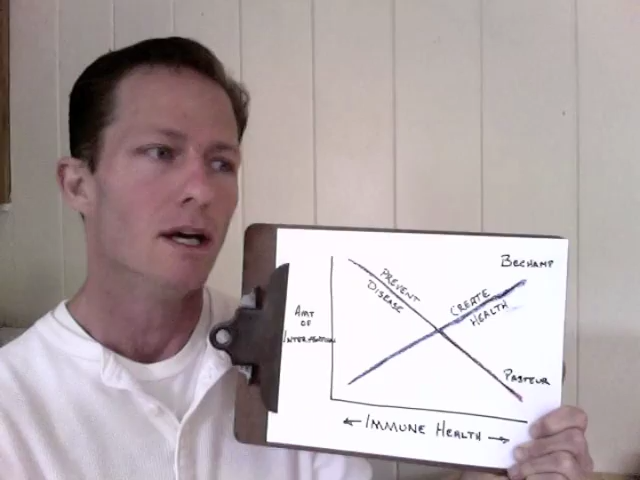 BECHAMP
PREVENT
DISEASE
CREATE
HEALTH
AMT
OF
PASTEUR
IMMUNE HEALTH